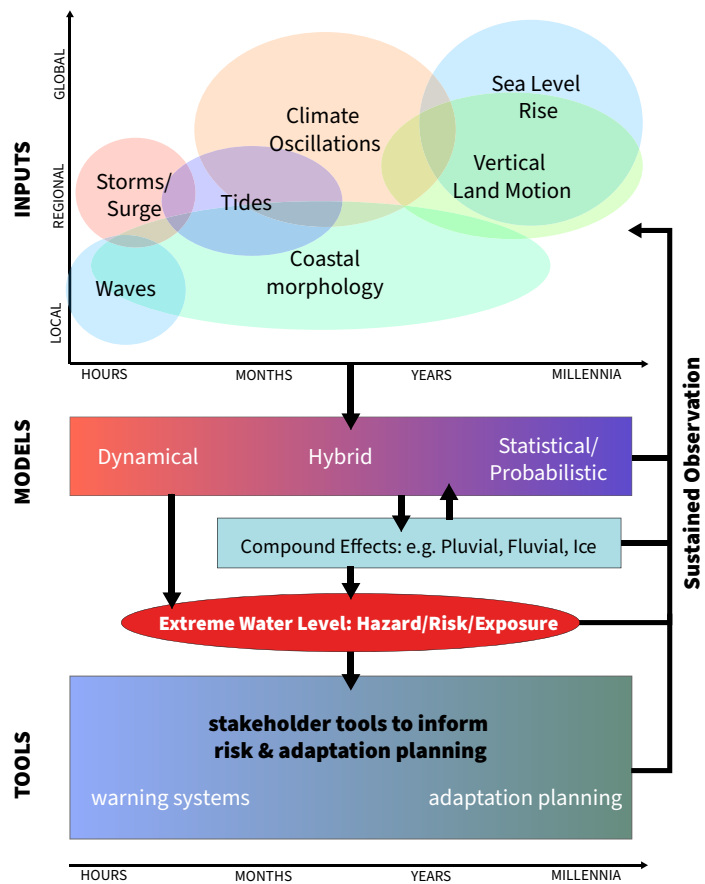 INPUTS
GLOBAL
REGIONAL
LOCAL
Climate
Oscillations
Sea Level
Rise
Vertical
Land Motion
Storms/
Surge
Tides
Coastal
morphology
Waves
HOURS
MONTHS
YEARS
MILLENNIA
MODELS
Dynamical
Hybrid
Statistical/
Probabilistic
Compound Effects: e.g. Pluvial, Fluvial, Ice
Extreme Water Level: Hazard/Risk/Exposure
Sustained Observation
TOOLS
stakeholder tools to inform
risk & adaptation planning
warning systems
adaptation planning
HOURS
MONTHS
YEARS
MILLENNIA